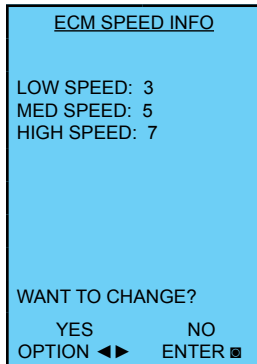 ECM SPEED INFO
LOW SPEED: 3
MED SPEED: 5
HIGH SPEED: 7
WANT TO CHANGE?
YES NO
OPTION ◄► ENTER ◙